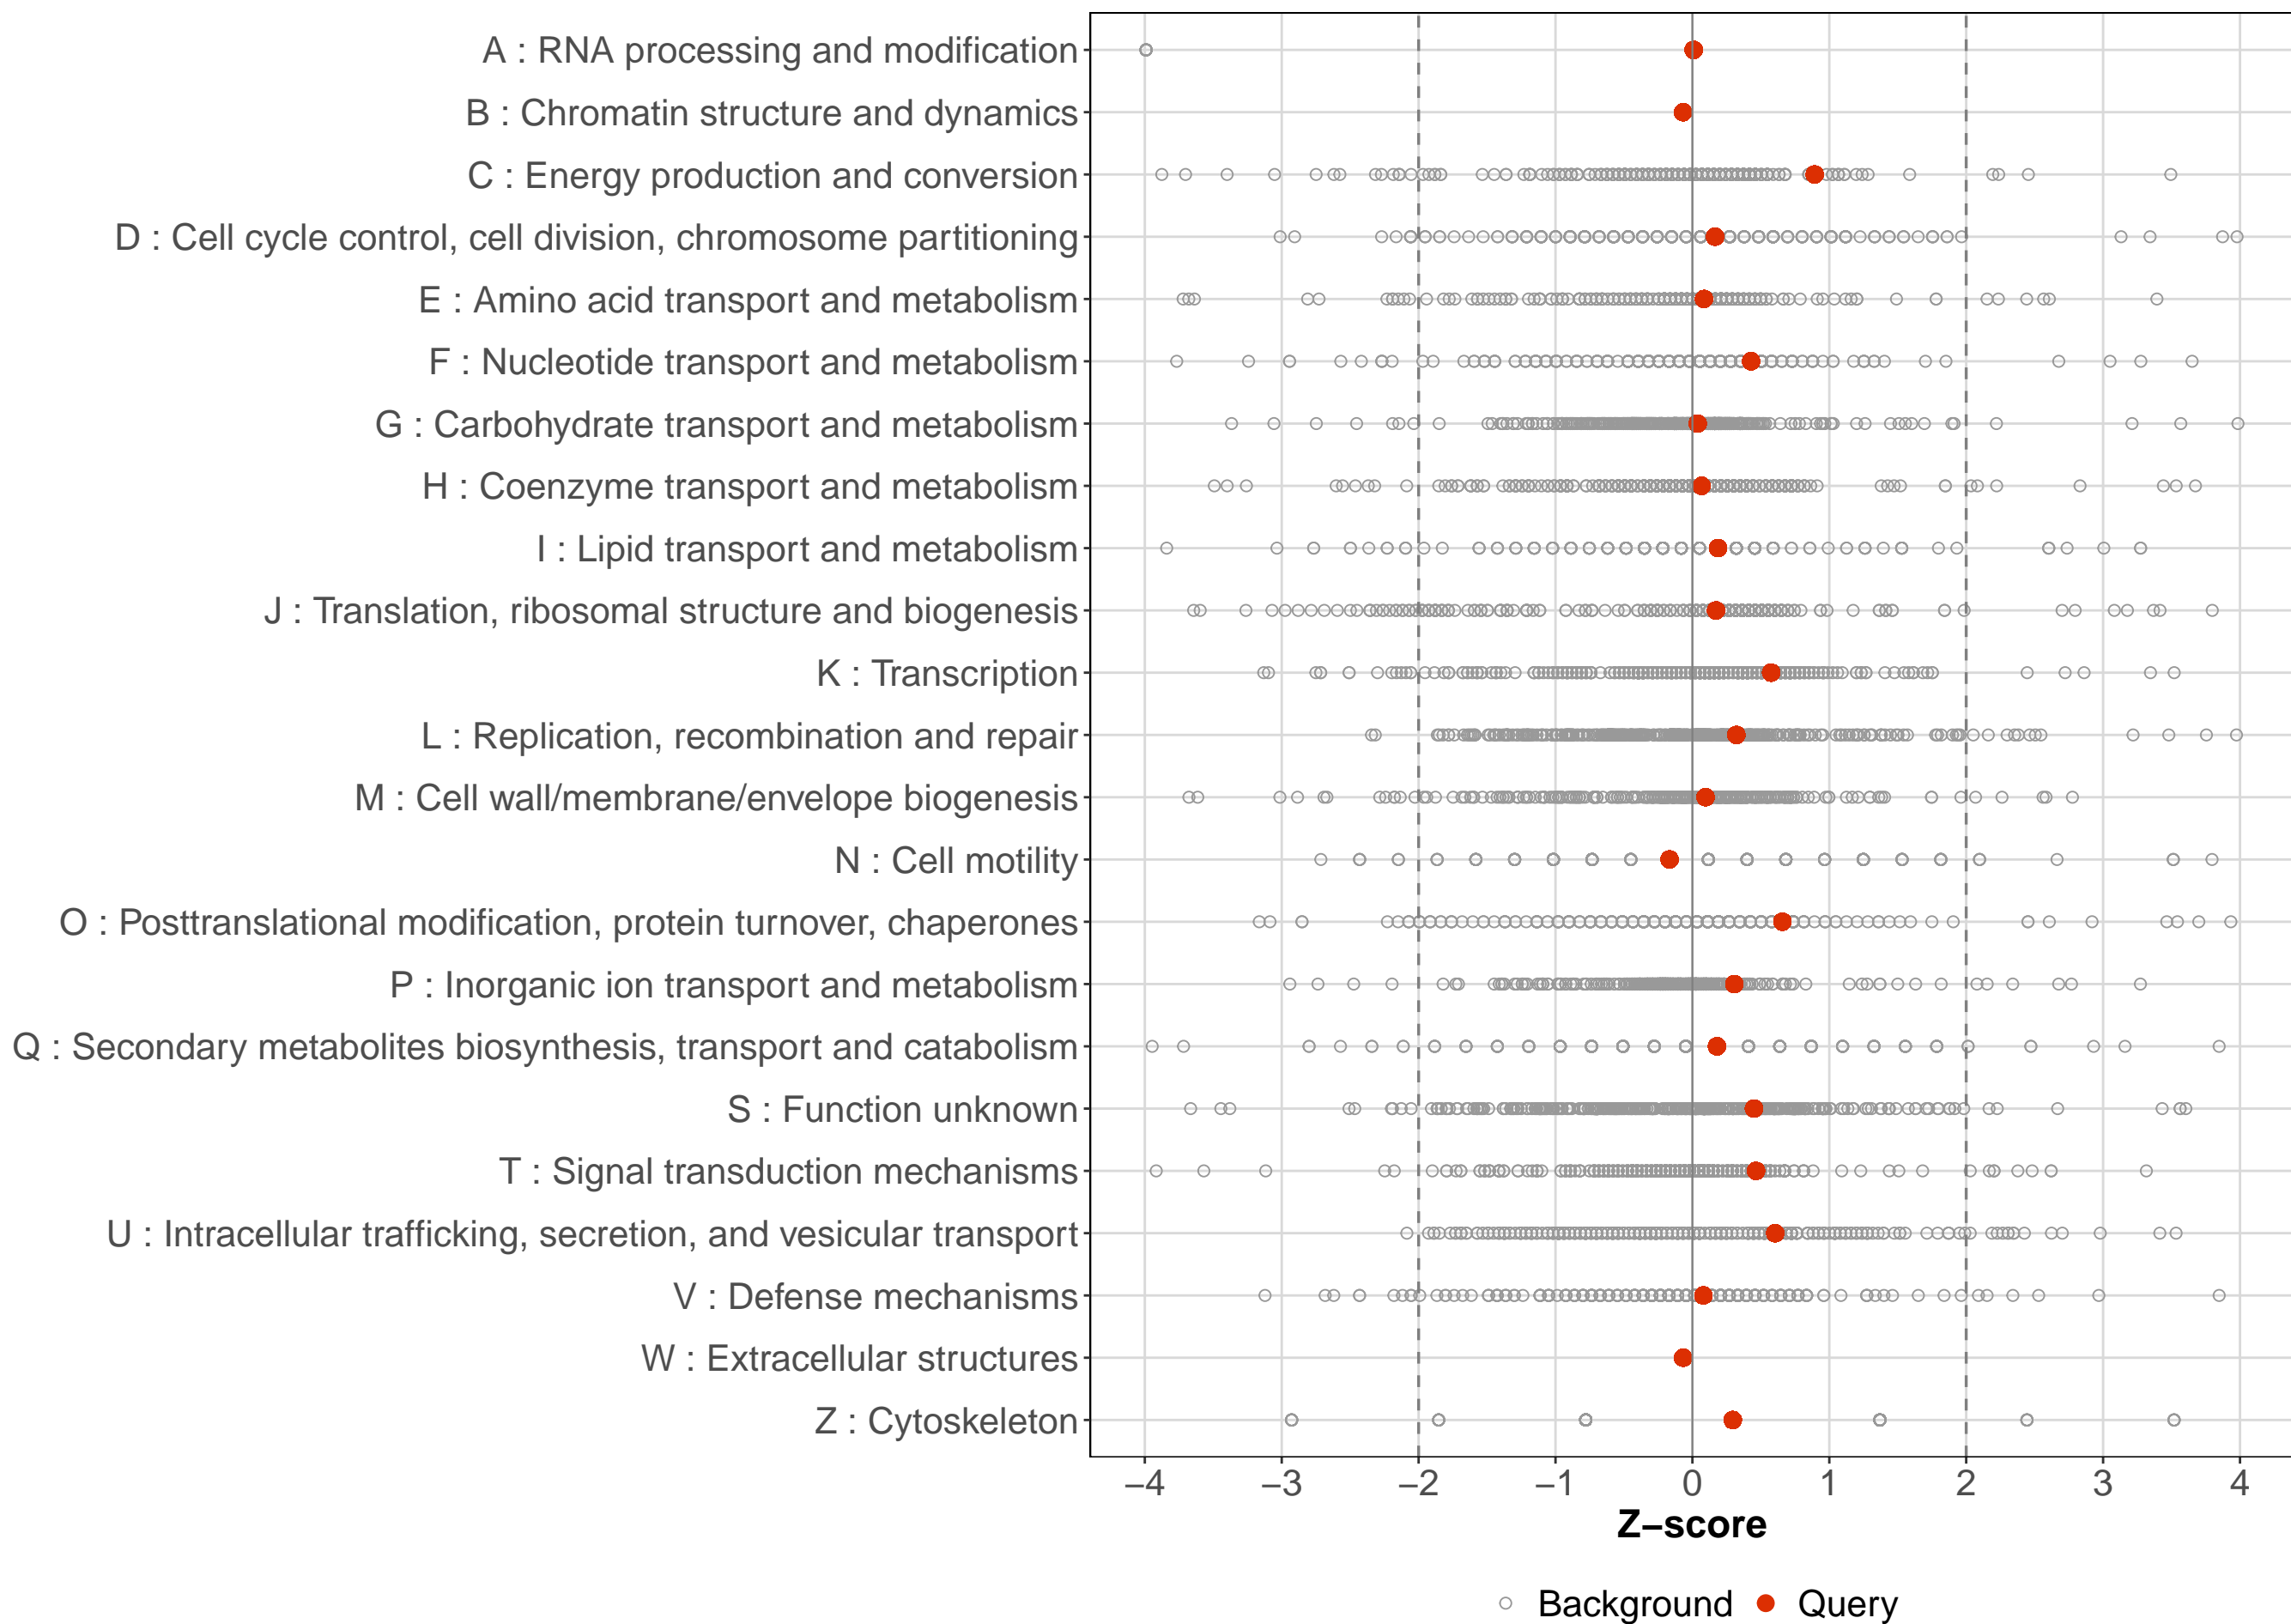 A : RNA processing and modification
B : Chromatin structure and dynamics
C : Energy production and conversion
D : Cell cycle control, cell division, chromosome partitioning
E : Amino acid transport and metabolism
F : Nucleotide transport and metabolism
G : Carbohydrate transport and metabolism
H : Coenzyme transport and metabolism
I : Lipid transport and metabolism
J : Translation, ribosomal structure and biogenesis
K : Transcription
L : Replication, recombination and repair
M : Cell wall/membrane/envelope biogenesis
N : Cell motility
O : Posttranslational modification, protein turnover, chaperones
P : Inorganic ion transport and metabolism
Q : Secondary metabolites biosynthesis, transport and catabolism
S : Function unknown
T : Signal transduction mechanisms
U : Intracellular trafficking, secretion, and vesicular transport
V : Defense mechanisms
W : Extracellular structures
Z : Cytoskeleton
−4 −3 −2 −1 0 1 2 3 4
Z−score
Background Query